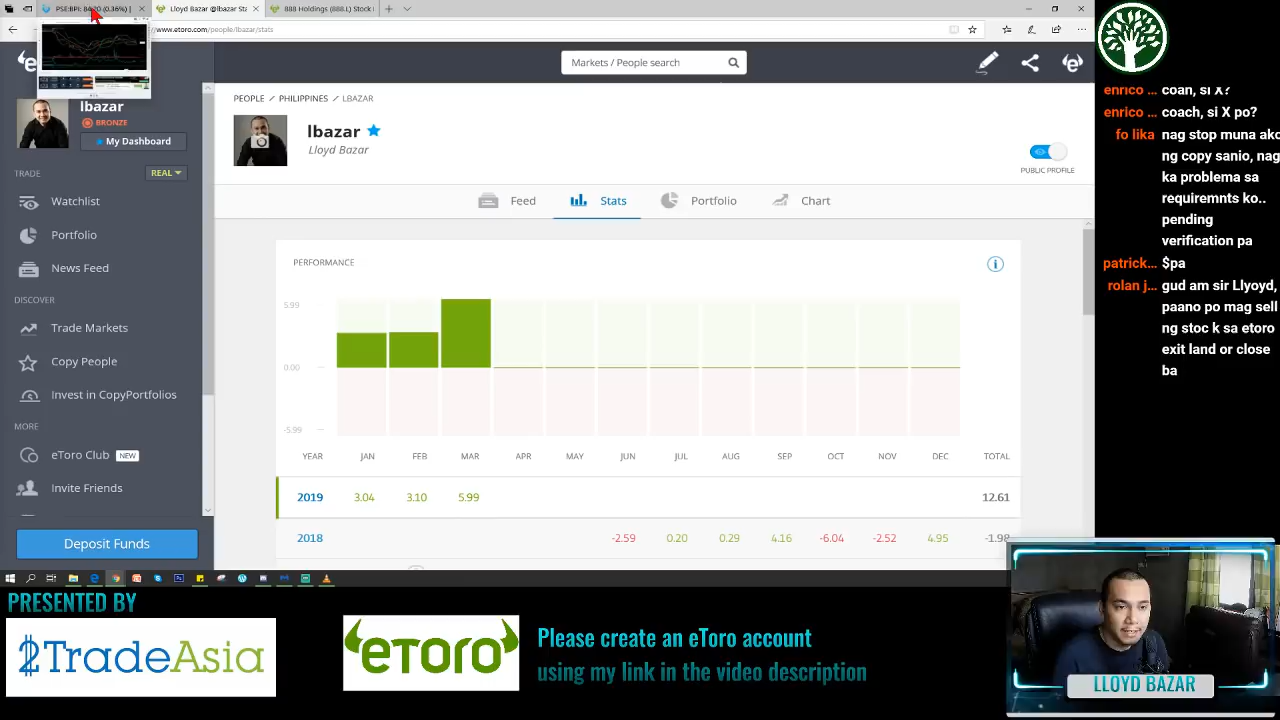 PSE:BPI: 84.20 (0.36%) |
Lloyd Bazar @lbazar Sta
888 Holdings (888.L) Stock
//www.etoro.com/people/lbazar/stats
e
Markets / People search
lbazar
BRONZE
My Dashboard
TRADE
REAL
Watchlist
Portfolio
News Feed
DISCOVER
Trade Markets
Copy People
Invest in CopyPortfolios
MORE
eToro Club NEW
Invite Friends
Deposit Funds
PEOPLE / PHILIPPINES / LBAZAR
lbazar
Lloyd Bazar
PUBLIC PROFILE
Feed
Stats
Portfolio
Chart
PERFORMANCE
5.99
0.00
-5.99
YEAR JAN FEB MAR APR MAY JUN JUL AUG SEP OCT NOV DEC TOTAL
2019 3.04 3.10 5.99 12.61
2018 -2.59 0.20 0.29 4.16 -6.04 -2.52 4.95 -1.98
enrico ... coan, si X?
enrico ... coach, si X po?
fo lika nag stop muna ako
ng copy sanio, nag
ka problema sa
requiremnts ko..
pending
verification pa
patrick... $pa
rolan j... gud am sir Llyoyd,
paano po mag sell
ng stoc k sa etoro
exit land or close
ba
PRESENTED BY
2TradeAsia
eToro
Please create an eToro account
using my link in the video description
LLOYD BAZAR